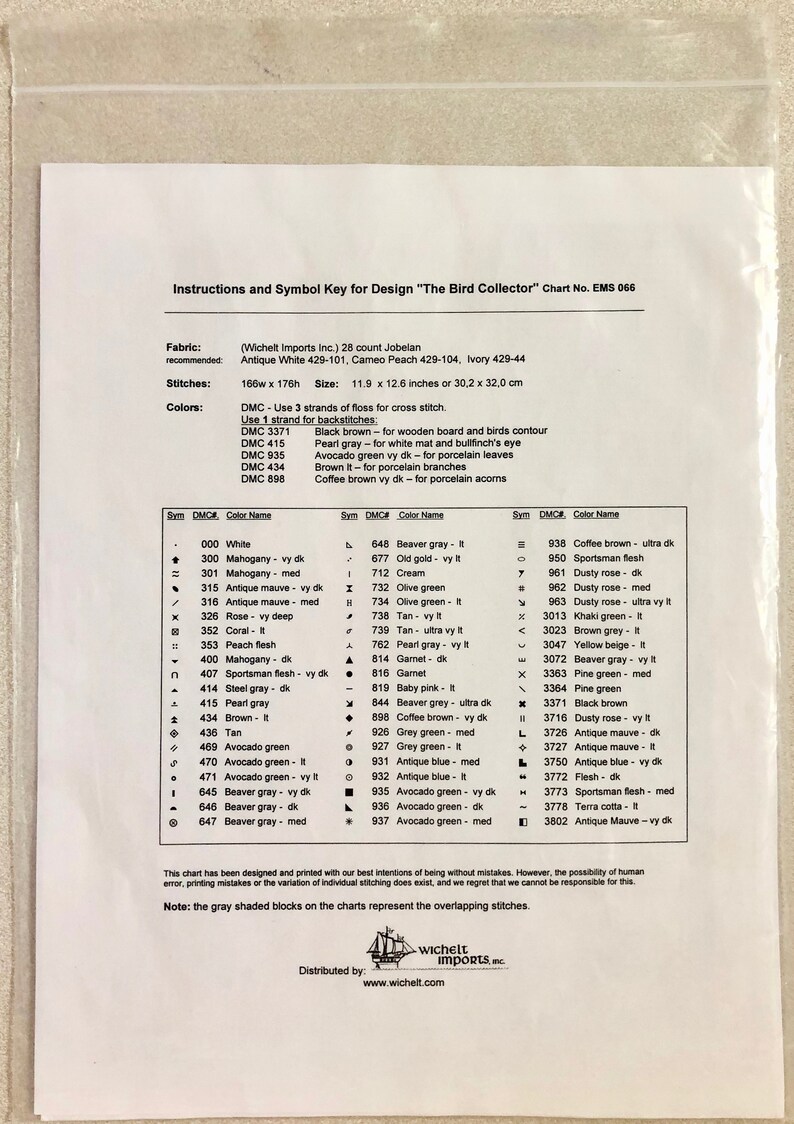 Instructions and Symbol Key for Design "The Bird Collector" Chart No. EMS 066
Fabric: (Wichelt Imports Inc.) 28 count Jobelan
recommended: Antique White 429-101, Cameo Peach 429-104, Ivory 429-44
Stitches: 166w x 176h Size: 11.9 x 12.6 inches or 30,2 x 32,0 cm
Colors: DMC - Use 3 strands of floss for cross stitch.
Use 1 strand for backstitches:
DMC 3371 Black brown – for wooden board and birds contour
DMC 415 Pearl gray – for white mat and bullfinch's eye
DMC 935 Avocado green vy dk – for porcelain leaves
DMC 434 Brown lt – for porcelain branches
DMC 898 Coffee brown vy dk – for porcelain acorns
Sym DMC#. Color Name Sym DMC# Color Name Sym DMC#. Color Name
000 White 648 Beaver gray - lt 938 Coffee brown - ultra dk
300 Mahogany - vy dk 677 Old gold - vy lt 950 Sportsman flesh
301 Mahogany - med 712 Cream 961 Dusty rose - dk
315 Antique mauve - vy dk 732 Olive green 962 Dusty rose - med
316 Antique mauve - med 734 Olive green - lt 963 Dusty rose - ultra vy lt
326 Rose - vy deep 738 Tan - vy lt 3013 Khaki green - lt
352 Coral - lt 739 Tan - ultra vy lt 3023 Brown grey - lt
353 Peach flesh 762 Pearl gray - vy lt 3047 Yellow beige - lt
400 Mahogany - dk 814 Garnet - dk 3072 Beaver gray - vy lt
407 Sportsman flesh - vy dk 816 Garnet 3363 Pine green - med
414 Steel gray - dk 819 Baby pink - lt 3364 Pine green
415 Pearl gray 844 Beaver grey - ultra dk 3371 Black brown
434 Brown - lt 898 Coffee brown - vy dk 3716 Dusty rose - vy lt
436 Tan 926 Grey green - med 3726 Antique mauve - dk
469 Avocado green 927 Grey green - lt 3727 Antique mauve - lt
470 Avocado green - lt 931 Antique blue - med 3750 Antique blue - vy dk
471 Avocado green - vy lt 932 Antique blue - lt 3772 Flesh - dk
645 Beaver gray - vy dk 935 Avocado green - vy dk 3773 Sportsman flesh - med
646 Beaver gray - dk 936 Avocado green - dk 3778 Terra cotta - lt
647 Beaver gray - med 937 Avocado green - med 3802 Antique Mauve – vy dk
This chart has been designed and printed with our best intentions of being without mistakes. However, the possibility of human
error, printing mistakes or the variation of individual stitching does exist, and we regret that we cannot be responsible for this.
Note: the gray shaded blocks on the charts represent the overlapping stitches.
Distributed by: wichelt imports, inc.
www.wichelt.com